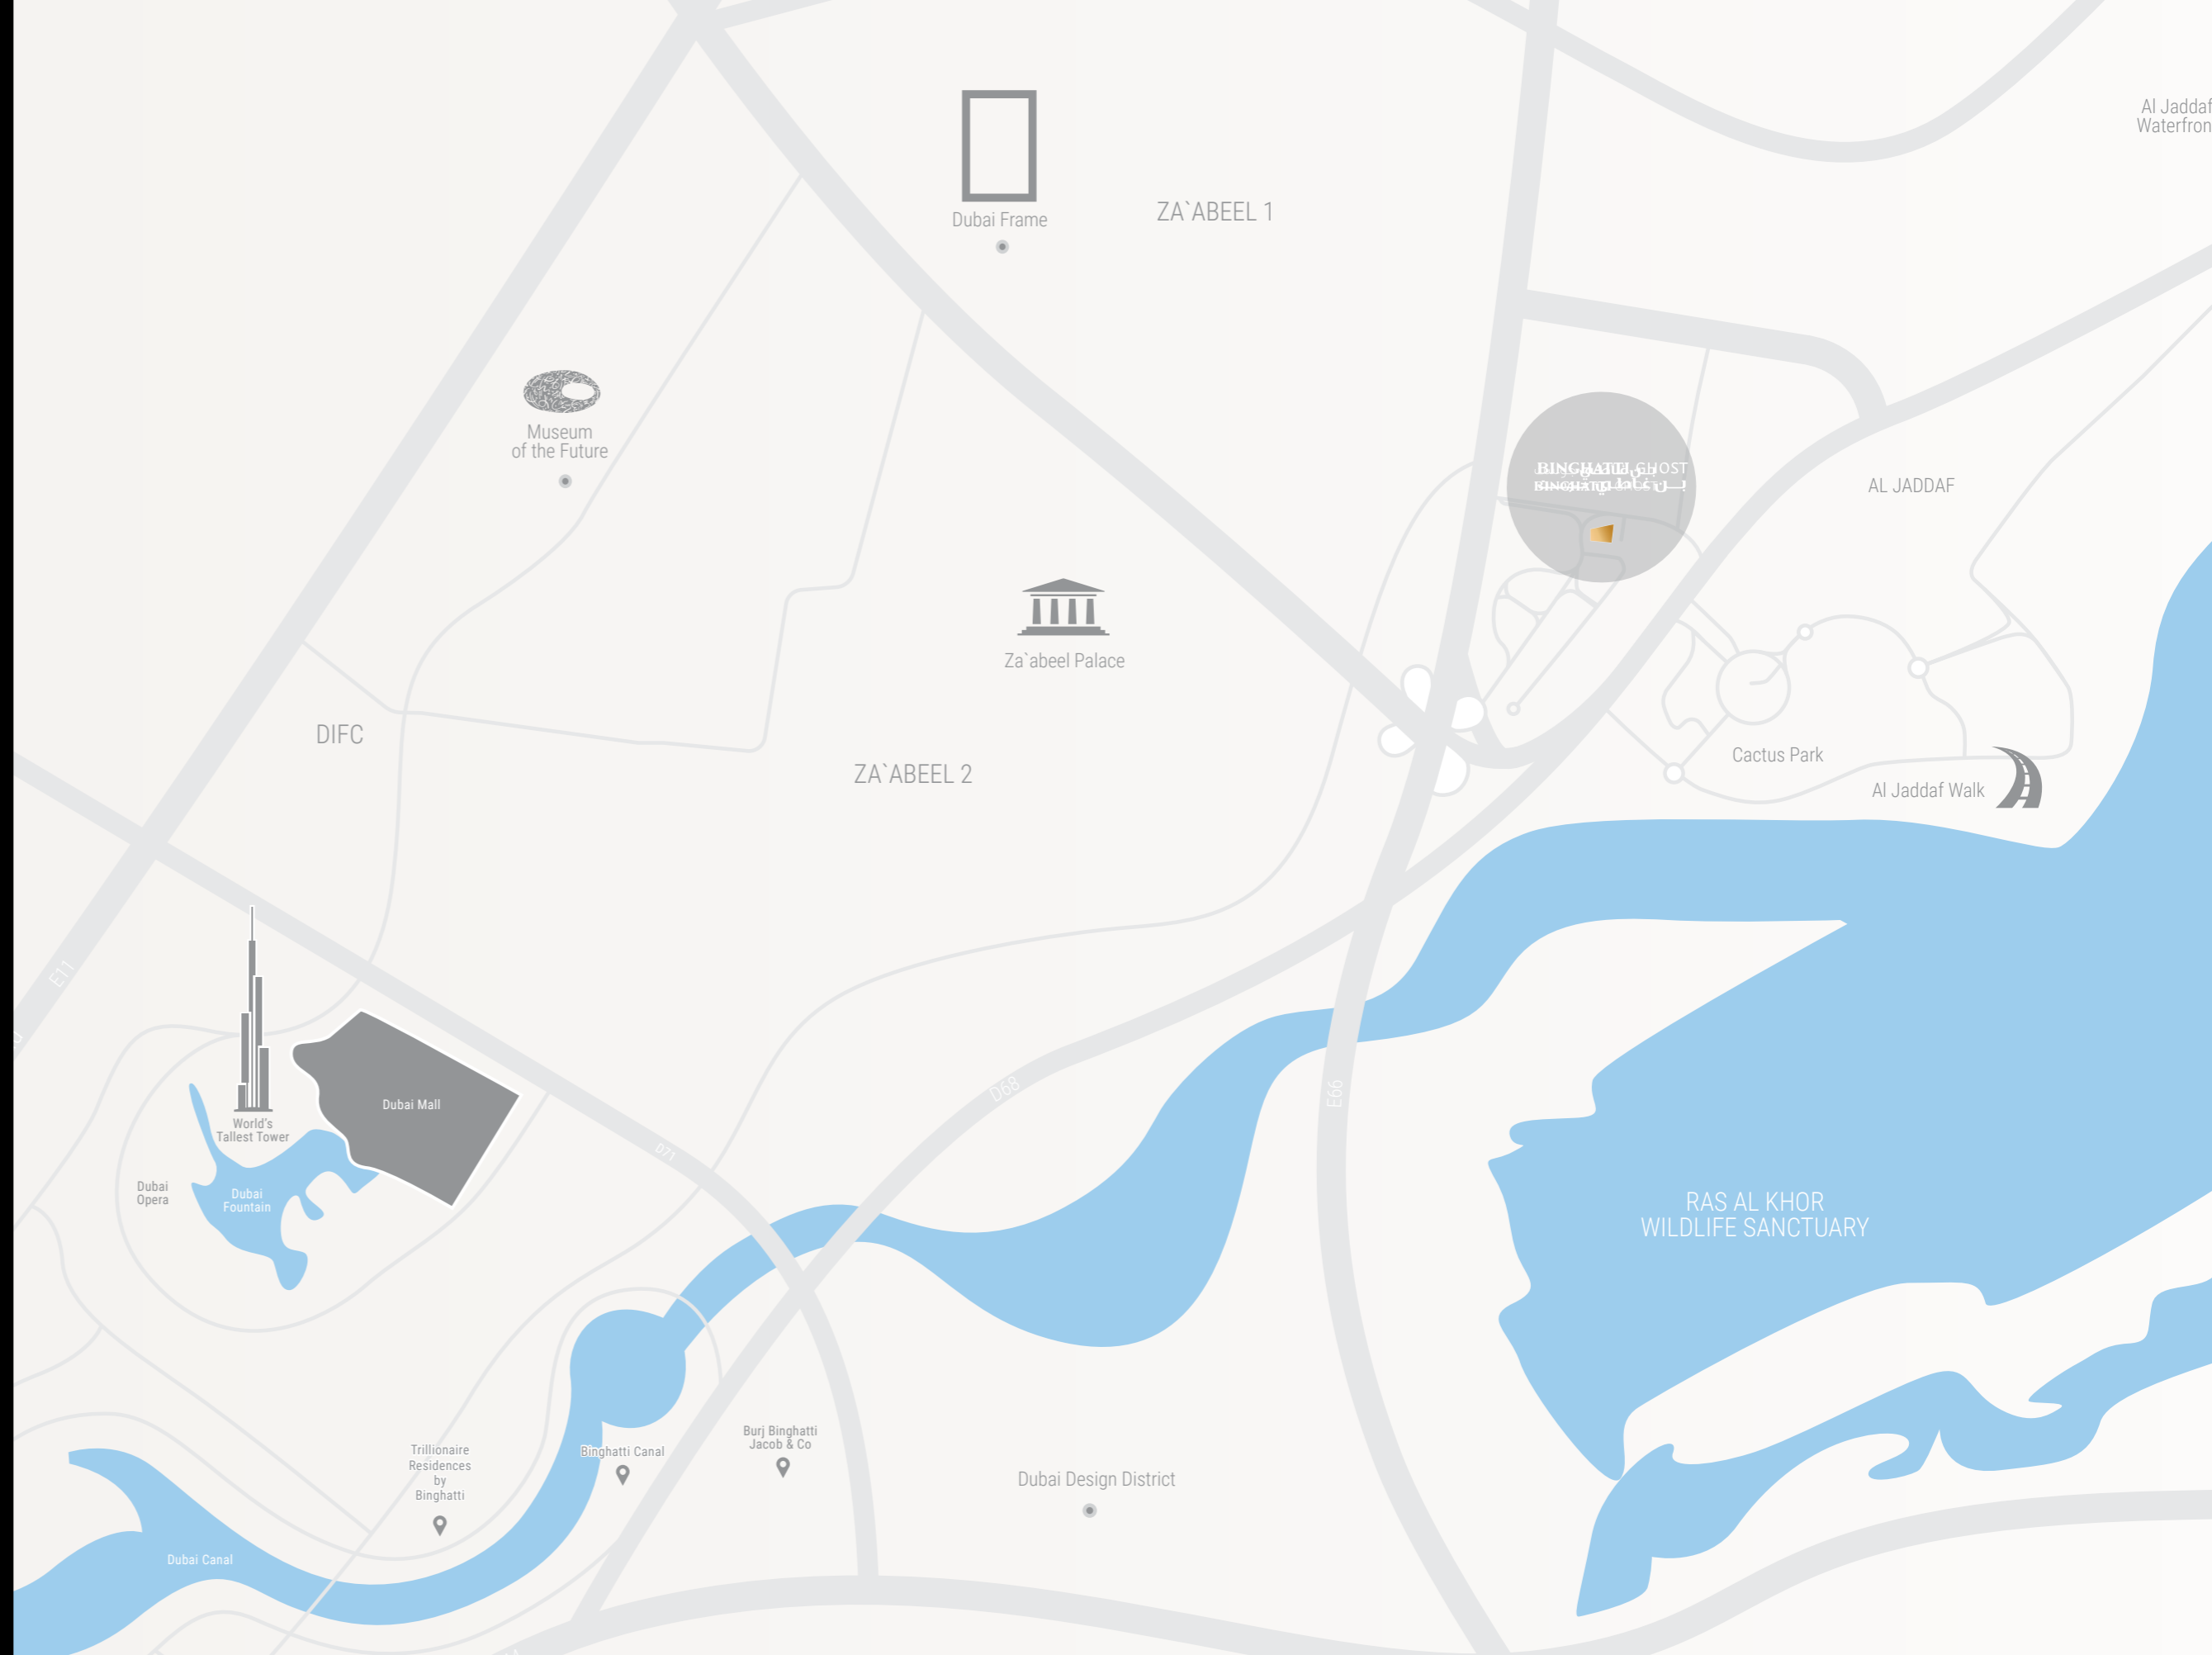 Al Jaddaf
Waterfron
Dubai Frame
ZA`ABEEL 1
Museum
of the Future
BINGHATTI GHOST
AL JADDAF
Za`abeel Palace
DIFC
ZA`ABEEL 2
Cactus Park
Al Jaddaf Walk
E11
D68
E66
Dubai Mall
World's
Tallest Tower
D71
Dubai
Opera
Dubai
Fountain
RAS AL KHOR
WILDLIFE SANCTUARY
Burj Binghatti
Jacob & Co
Trillionaire
Residences
by
Binghatti
Binghatti Canal
Dubai Design District
Dubai Canal